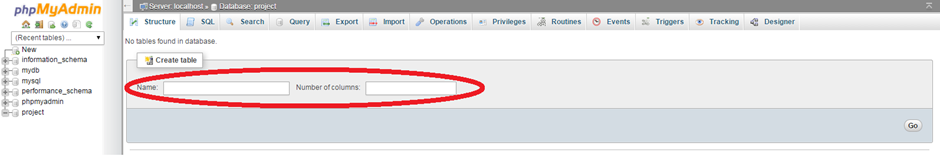 phpMyAdmin
(Recent tables) ...
New
information_schema
mydb
mysql
performance_schema
phpmyadmin
project
Server: localhost » Database: project
Structure SQL Search Query Export Import Operations Privileges Routines Events Triggers Tracking Designer
No tables found in database.
Create table
Name: Number of columns:
Go